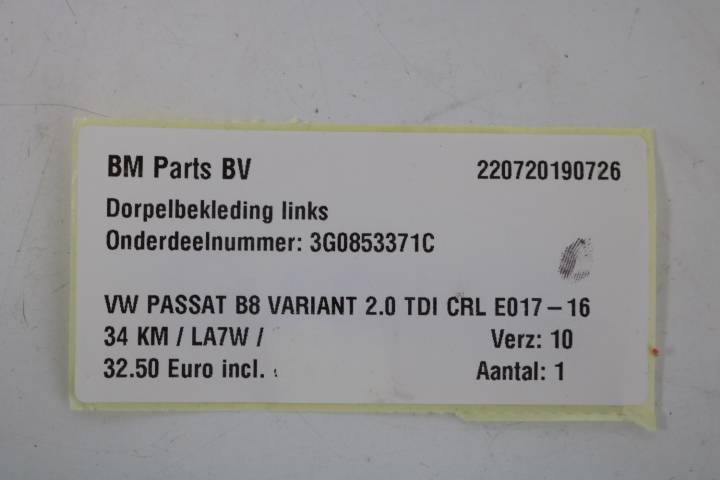 BM Parts BV 220720190726
Dorpelbekleding links
Onderdeelnummer: 3G0853371C
VW PASSAT B8 VARIANT 2.0 TDI CRL E017-16
34 KM / LA7W / Verz: 10
32.50 Euro incl. Aantal: 1